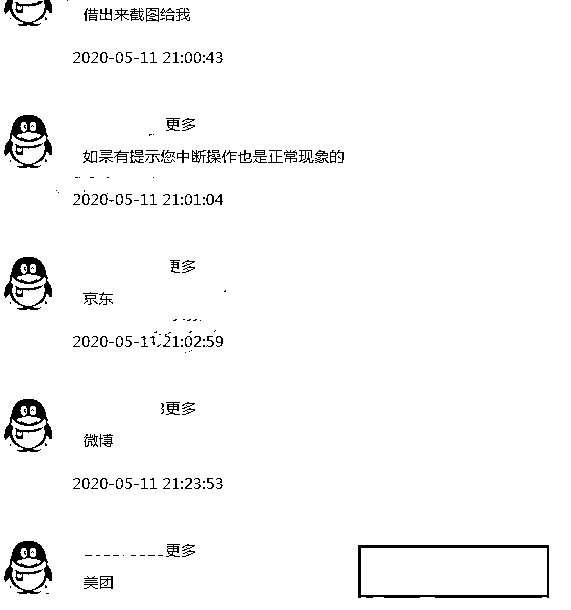 借出来截图给我
2020-05-11 21:00:43
更多
如果有提示您中断操作也是正常现象的
2020-05-11 21:01:04
更多
京东
2020-05-11 21:02:59
更多
微博
2020-05-11 21:23:53
更多
美团